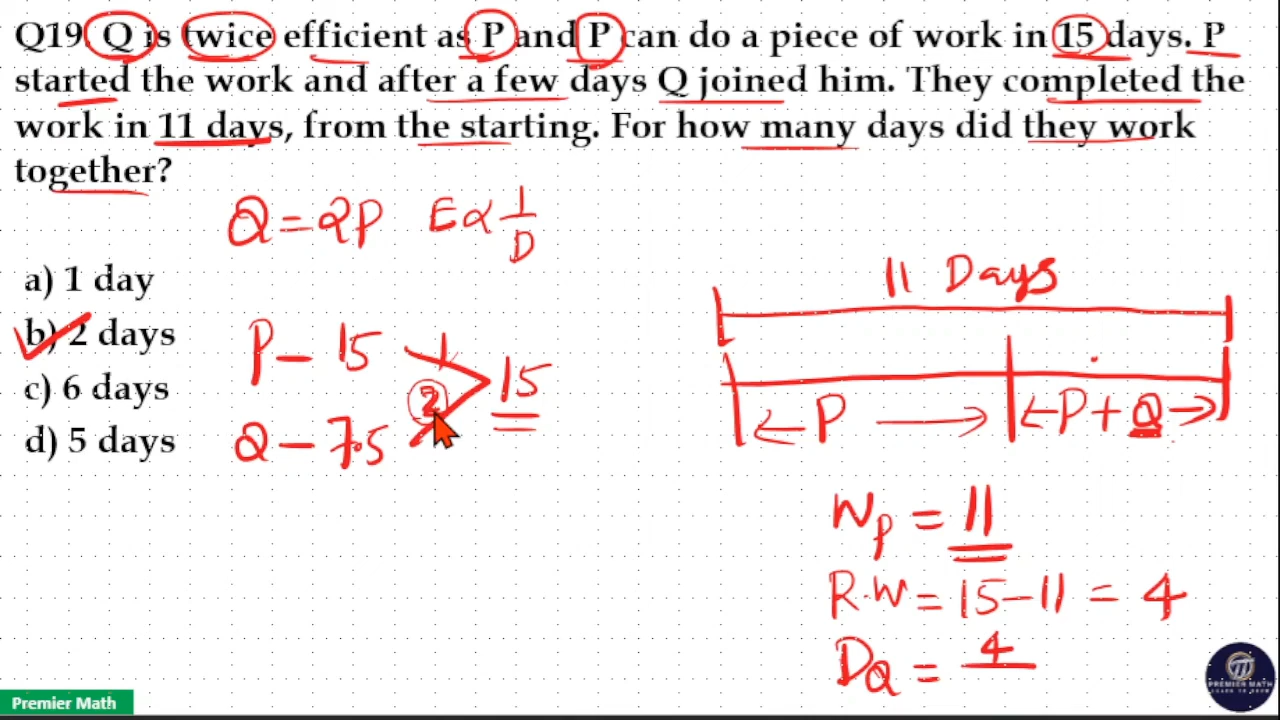 Q19. Q is twice efficient as P and P can do a piece of work in 15 days. P
started the work and after a few days Q joined him. They completed the
work in 11 days, from the starting. For how many days did they work
together?
Q = 2P E ∝ 1/D
a) 1 day
b) 2 days
c) 6 days
d) 5 days
P - 15 1
Q - 7.5 2
15
11 Days
P P + Q
Wp = 11
R.W = 15 - 11 = 4
DQ = 4
Premier Math
PREMIER MATH